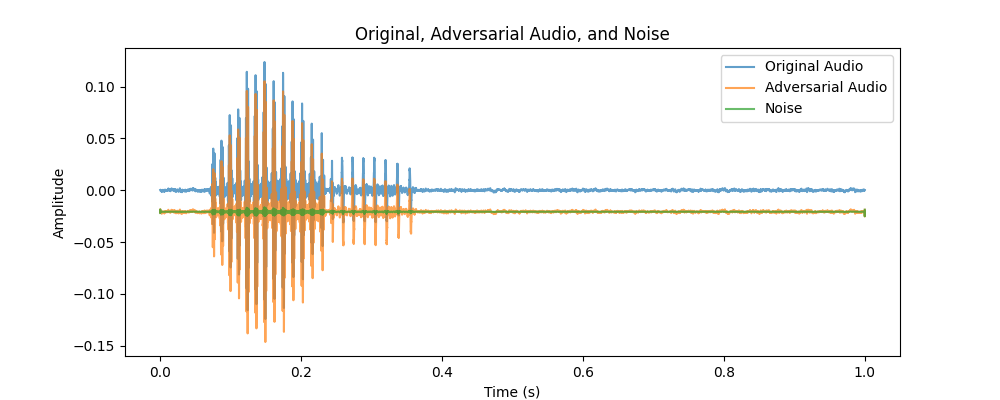 Original, Adversarial Audio, and Noise
Original Audio
Adversarial Audio
Noise
Amplitude
0.10
0.05
0.00
−0.05
−0.10
−0.15
0.0 0.2 0.4 0.6 0.8 1.0
Time (s)